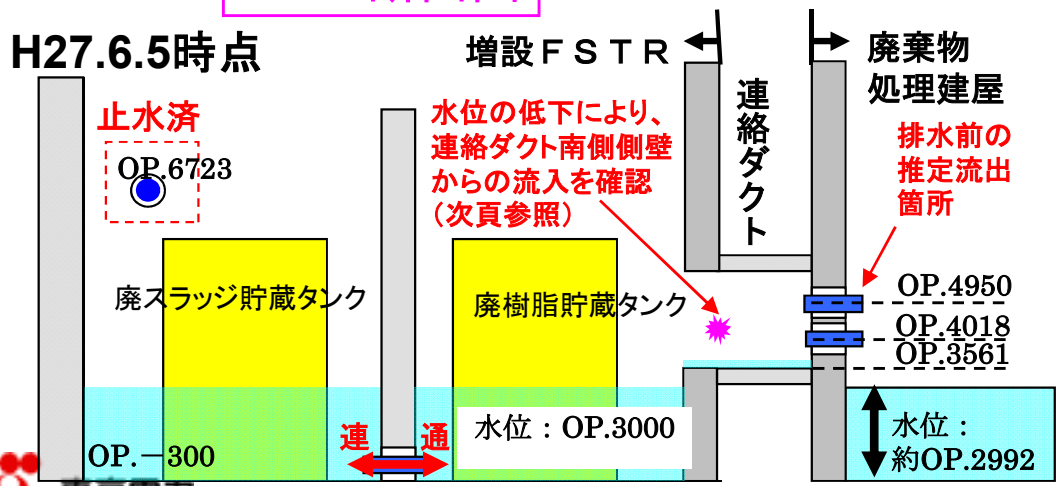 H27.6.5時点
増設ＦＳＴＲ
廃棄物
処理建屋
止水済
OP.6723
水位の低下により、
連絡ダクト南側側壁
からの流入を確認
（次頁参照）
連絡ダクト
排水前の
推定流出
箇所
廃スラッジ貯蔵タンク
廃樹脂貯蔵タンク
OP.4950
OP.4018
OP.3561
連 通
水位：OP.3000
OP.－300
水位：
約OP.2992